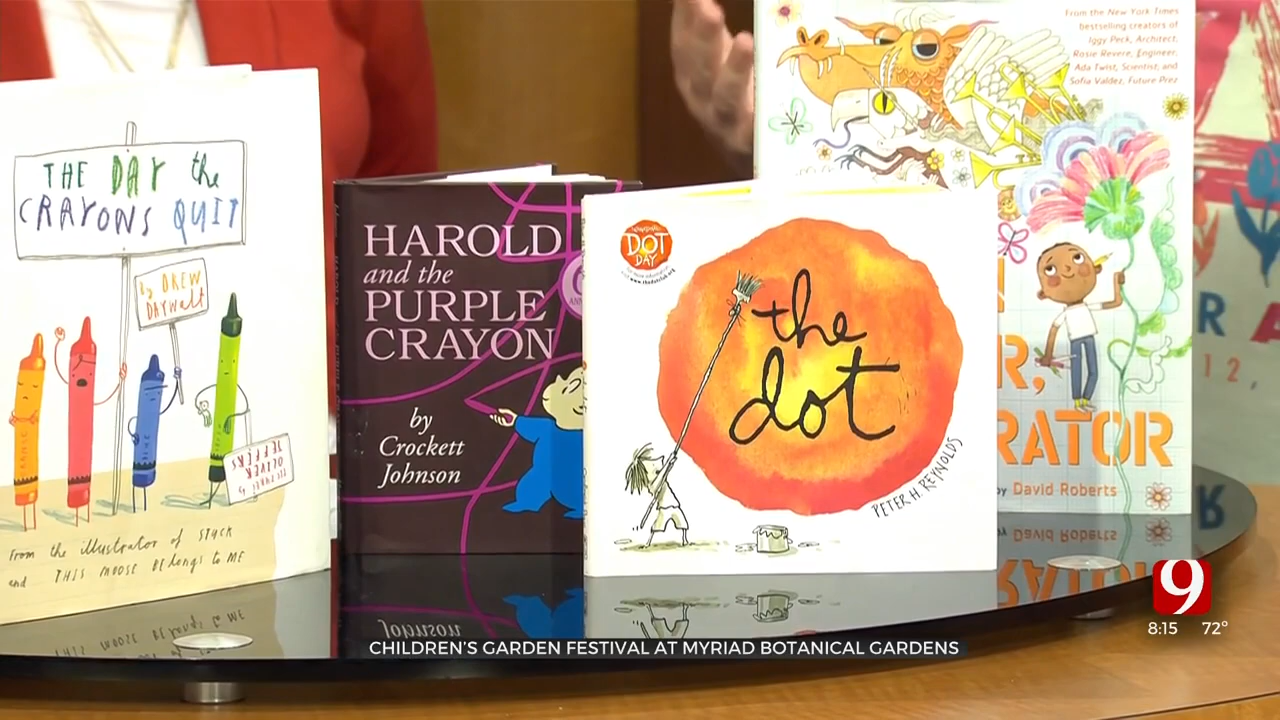 THE DAY the
CRAYONS QUIT
by DREW
DAYWalt
PICTURES by
OLIVER
JEFFERS
From the illustrator of STUCK
and THIS MOOSE BElongs to ME
HAROLD
and the
PURPLE
CRAYON
by
Crockett
Johnson
DOT
DAY
the
dot
PETER H. REYNOLDS
From the New York Times
bestselling creators of
Iggy Peck, Architect,
Rosie Revere, Engineer,
Ada Twist, Scientist, and
Sofia Valdez, Future Prez
R,
RATOR
by David Roberts
R A
12,
CHILDREN'S GARDEN FESTIVAL AT MYRIAD BOTANICAL GARDENS
9
8:15 72°